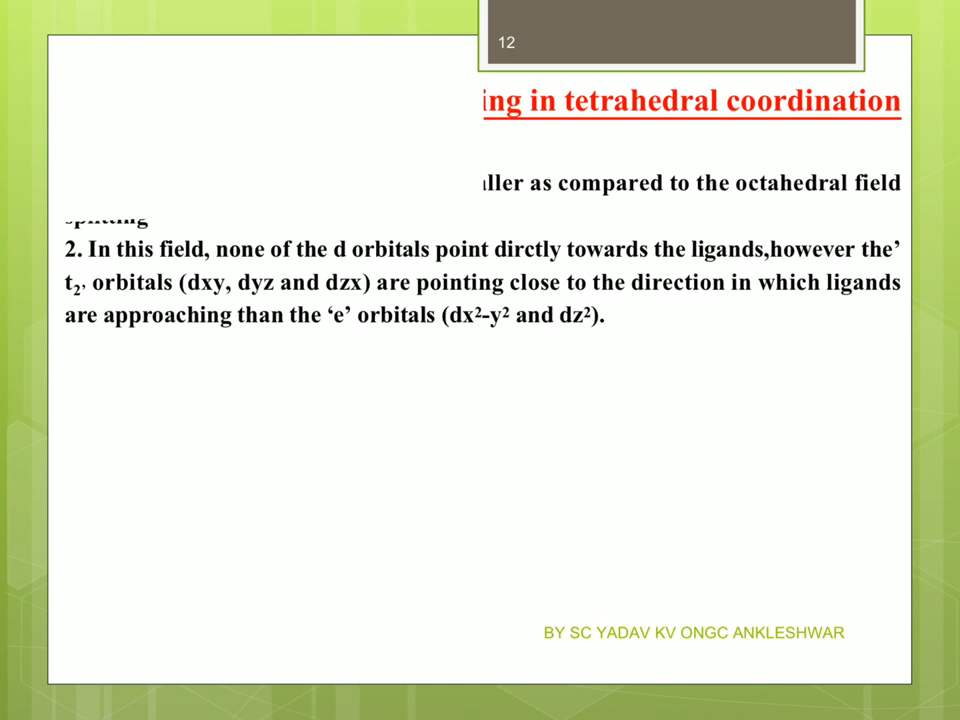 12
ing in tetrahedral coordination
aller as compared to the octahedral field
splitting
2. In this field, none of the d orbitals point dirctly towards the ligands,however the’
t₂, orbitals (dxy, dyz and dzx) are pointing close to the direction in which ligands
are approaching than the ‘e’ orbitals (dx²-y² and dz²).
BY SC YADAV KV ONGC ANKLESHWAR